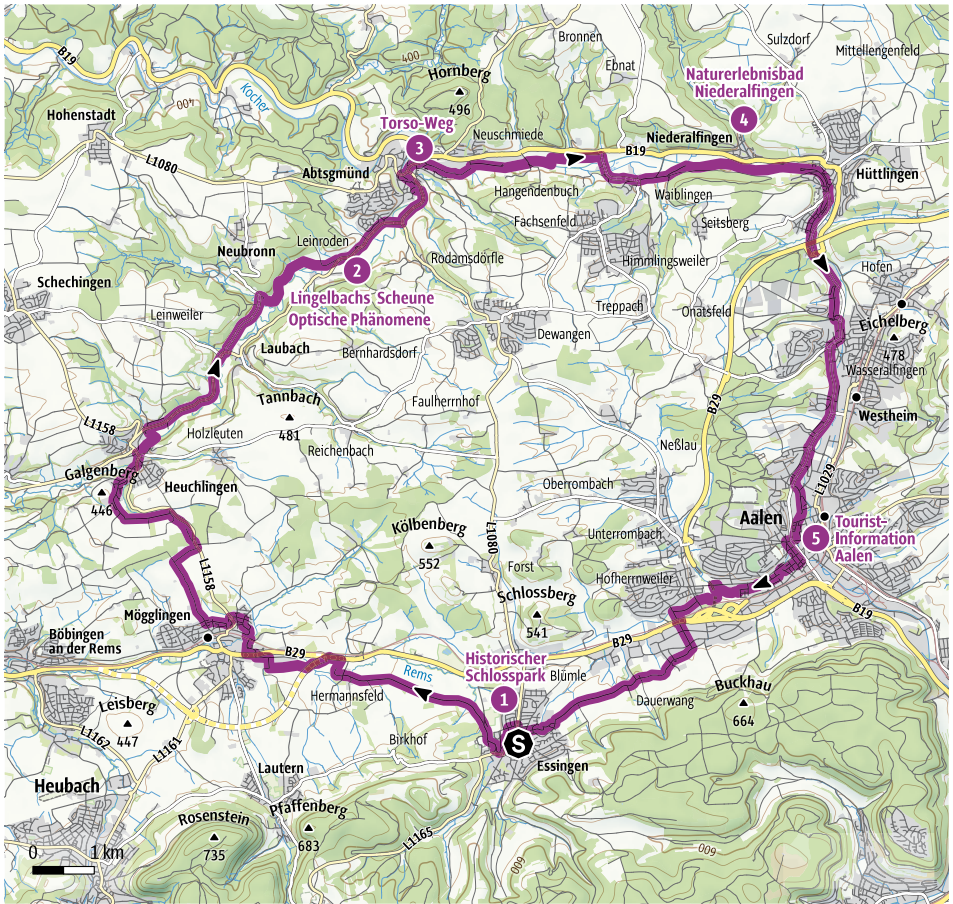 Bronnen
Sulzdorf
Mittellengenfeld
B19
400
Hornberg
496
Ebnat
Naturerlebnisbad
Niederalfingen
4
400
Kocher
Hohenstadt
Torso-Weg
3
Neuschmiede
Niederalfingen
B19
L1080
Abtsgmünd
Hüttlingen
Hangendenbuch
Waiblingen
Fachsenfeld
Seitsberg
Leinroden
Neubronn
Rodamsdörfle
Himmlingsweiler
Hofen
2
Schechingen
Lingelbachs Scheune
Optische Phänomene
Leinweiler
Treppach
Onatsfeld
Eichelberg
478
Dewangen
Laubach
Bernhardsdorf
Wasseralfingen
Tannbach
481
Faulherrnhof
B29
Westheim
L1158
Holzleuten
Reichenbach
Neßlau
Galgenberg
446
Heuchlingen
Oberrombach
L1029
Kölbenberg
552
L1080
Aalen
5
Tourist-
Information
Aalen
Unterrombach
Forst
L1158
Hofherrnweiler
Schlossberg
541
Mögglingen
B19
Böbingen
an der Rems
B29
B29
Historischer
Schlosspark
1
Rems
Blümle
Hermannsfeld
Buckhau
664
Dauerwang
Leisberg
447
L1162
L1161
Birkhof
S
Essingen
Lautern
Heubach
Pfaffenberg
683
Rosenstein
735
L1165
600
600
0 1 km